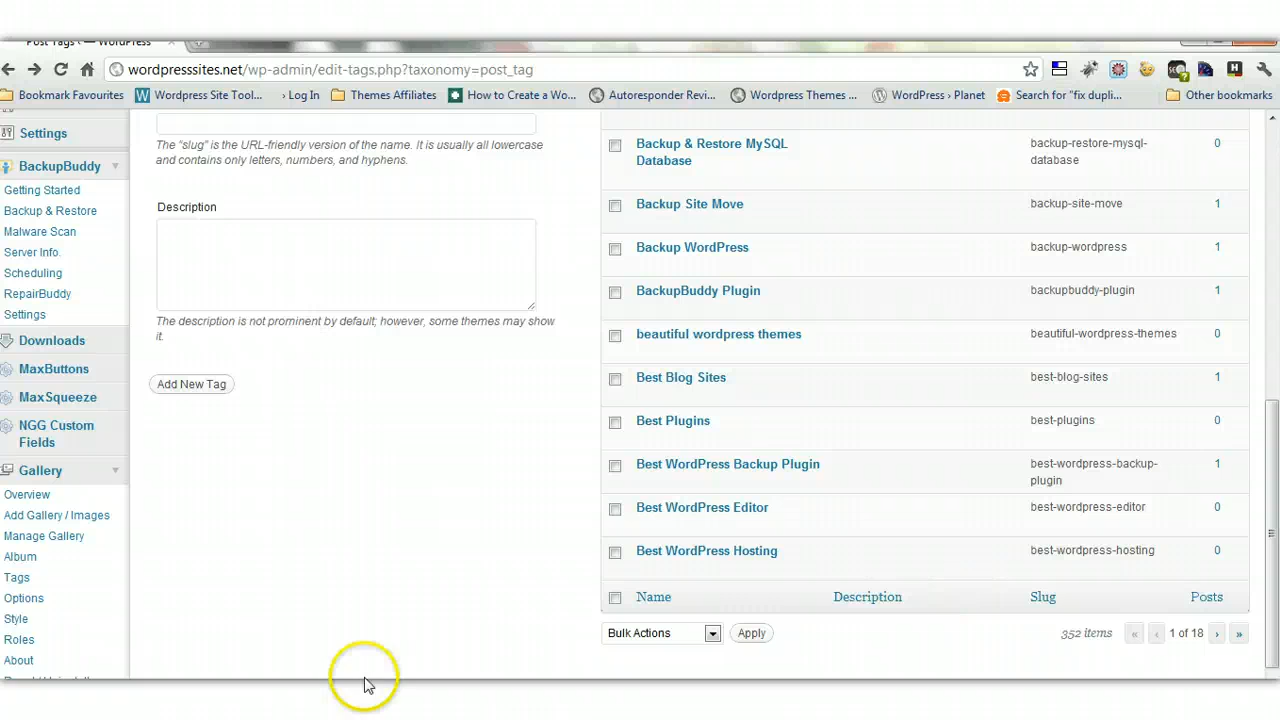 Post Tags ‹ — WordPress
wordpresssites.net/wp-admin/edit-tags.php?taxonomy=post_tag
Bookmark Favourites
Wordpress Site Tool...
› Log In
Themes Affiliates
How to Create a Wo...
Autoresponder Revi...
Wordpress Themes ...
WordPress › Planet
Search for "fix dupli...
Other bookmarks
Settings
BackupBuddy
Getting Started
Backup & Restore
Malware Scan
Server Info.
Scheduling
RepairBuddy
Settings
Downloads
MaxButtons
MaxSqueeze
NGG Custom
Fields
Gallery
Overview
Add Gallery / Images
Manage Gallery
Album
Tags
Options
Style
Roles
About
The "slug" is the URL-friendly version of the name. It is usually all lowercase
and contains only letters, numbers, and hyphens.
Description
The description is not prominent by default; however, some themes may show
it.
Add New Tag
Backup & Restore MySQL
Database
backup-restore-mysql-
database
0
Backup Site Move
backup-site-move
1
Backup WordPress
backup-wordpress
1
BackupBuddy Plugin
backupbuddy-plugin
1
beautiful wordpress themes
beautiful-wordpress-themes
0
Best Blog Sites
best-blog-sites
1
Best Plugins
best-plugins
0
Best WordPress Backup Plugin
best-wordpress-backup-
plugin
1
Best WordPress Editor
best-wordpress-editor
0
Best WordPress Hosting
best-wordpress-hosting
0
Name
Description
Slug
Posts
Bulk Actions
Apply
352 items
«
‹
1 of 18
›
»